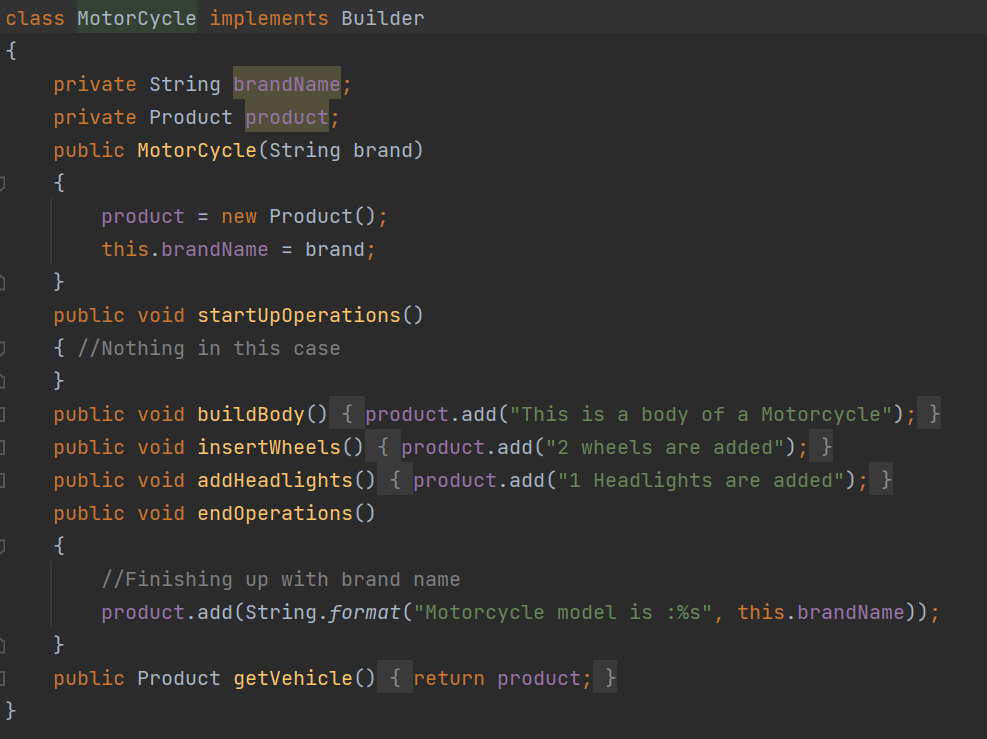 class MotorCycle implements Builder
{
    private String brandName;
    private Product product;
    public MotorCycle(String brand)
    {
        product = new Product();
        this.brandName = brand;
    }
    public void startUpOperations()
    { //Nothing in this case
    }
    public void buildBody() { product.add("This is a body of a Motorcycle"); }
    public void insertWheels() { product.add("2 wheels are added"); }
    public void addHeadlights() { product.add("1 Headlights are added"); }
    public void endOperations()
    {
        //Finishing up with brand name
        product.add(String.format("Motorcycle model is :%s", this.brandName));
    }
    public Product getVehicle() { return product; }
}